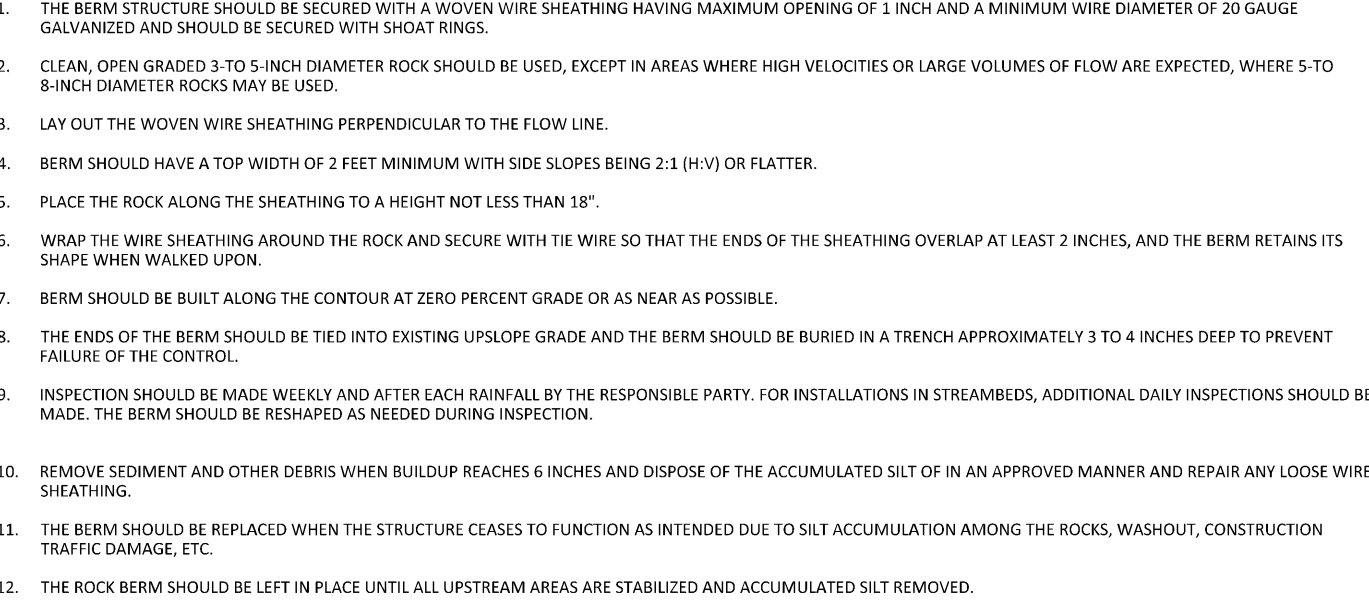 1. THE BERM STRUCTURE SHOULD BE SECURED WITH A WOVEN WIRE SHEATHING HAVING MAXIMUM OPENING OF 1 INCH AND A MINIMUM WIRE DIAMETER OF 20 GAUGE
GALVANIZED AND SHOULD BE SECURED WITH SHOAT RINGS.
2. CLEAN, OPEN GRADED 3-TO 5-INCH DIAMETER ROCK SHOULD BE USED, EXCEPT IN AREAS WHERE HIGH VELOCITIES OR LARGE VOLUMES OF FLOW ARE EXPECTED, WHERE 5-TO
8-INCH DIAMETER ROCKS MAY BE USED.
3. LAY OUT THE WOVEN WIRE SHEATHING PERPENDICULAR TO THE FLOW LINE.
4. BERM SHOULD HAVE A TOP WIDTH OF 2 FEET MINIMUM WITH SIDE SLOPES BEING 2:1 (H:V) OR FLATTER.
5. PLACE THE ROCK ALONG THE SHEATHING TO A HEIGHT NOT LESS THAN 18".
6. WRAP THE WIRE SHEATHING AROUND THE ROCK AND SECURE WITH TIE WIRE SO THAT THE ENDS OF THE SHEATHING OVERLAP AT LEAST 2 INCHES, AND THE BERM RETAINS ITS
SHAPE WHEN WALKED UPON.
7. BERM SHOULD BE BUILT ALONG THE CONTOUR AT ZERO PERCENT GRADE OR AS NEAR AS POSSIBLE.
8. THE ENDS OF THE BERM SHOULD BE TIED INTO EXISTING UPSLOPE GRADE AND THE BERM SHOULD BE BURIED IN A TRENCH APPROXIMATELY 3 TO 4 INCHES DEEP TO PREVENT
FAILURE OF THE CONTROL.
9. INSPECTION SHOULD BE MADE WEEKLY AND AFTER EACH RAINFALL BY THE RESPONSIBLE PARTY. FOR INSTALLATIONS IN STREAMBEDS, ADDITIONAL DAILY INSPECTIONS SHOULD BE
MADE. THE BERM SHOULD BE RESHAPED AS NEEDED DURING INSPECTION.
10. REMOVE SEDIMENT AND OTHER DEBRIS WHEN BUILDUP REACHES 6 INCHES AND DISPOSE OF THE ACCUMULATED SILT OF IN AN APPROVED MANNER AND REPAIR ANY LOOSE WIRE
SHEATHING.
11. THE BERM SHOULD BE REPLACED WHEN THE STRUCTURE CEASES TO FUNCTION AS INTENDED DUE TO SILT ACCUMULATION AMONG THE ROCKS, WASHOUT, CONSTRUCTION
TRAFFIC DAMAGE, ETC.
12. THE ROCK BERM SHOULD BE LEFT IN PLACE UNTIL ALL UPSTREAM AREAS ARE STABILIZED AND ACCUMULATED SILT REMOVED.